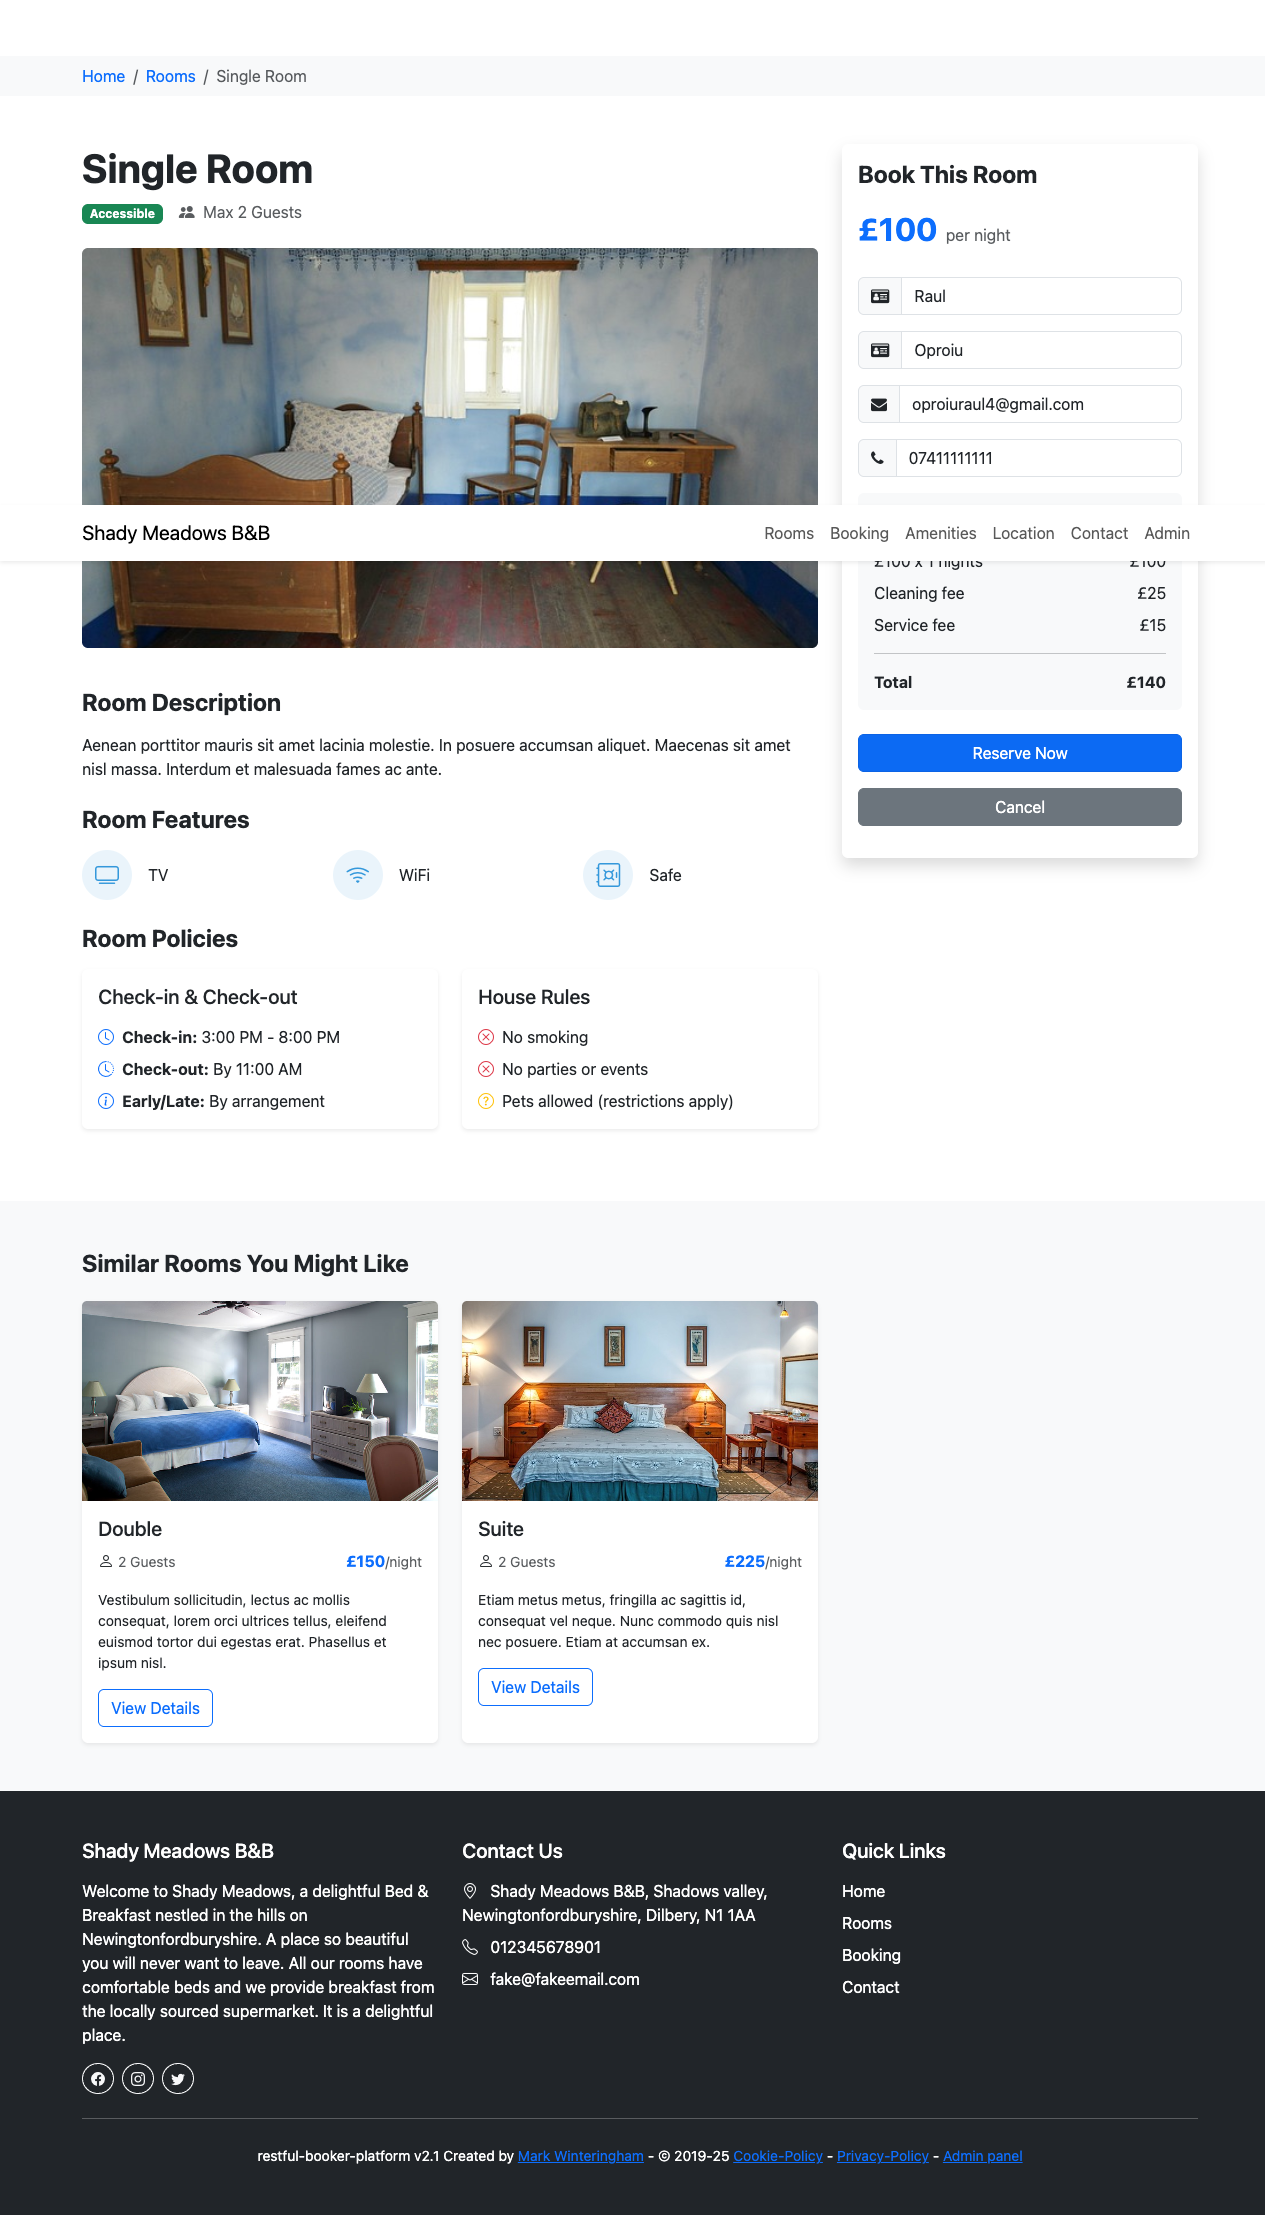 Home / Rooms / Single Room
Single Room
Accessible Max 2 Guests
Book This Room
£100 per night
Raul
Oproiu
oproiuraul4@gmail.com
07411111111
Shady Meadows B&B
Rooms Booking Amenities Location Contact Admin
£100 x 1 nights £100
Cleaning fee £25
Service fee £15
Total £140
Reserve Now
Cancel
Room Description
Aenean porttitor mauris sit amet lacinia molestie. In posuere accumsan aliquet. Maecenas sit amet
nisl massa. Interdum et malesuada fames ac ante.
Room Features
TV WiFi Safe
Room Policies
Check-in & Check-out
Check-in: 3:00 PM - 8:00 PM
Check-out: By 11:00 AM
Early/Late: By arrangement
House Rules
No smoking
No parties or events
Pets allowed (restrictions apply)
Similar Rooms You Might Like
Double
2 Guests £150/night
Vestibulum sollicitudin, lectus ac mollis
consequat, lorem orci ultrices tellus, eleifend
euismod tortor dui egestas erat. Phasellus et
ipsum nisl.
View Details
Suite
2 Guests £225/night
Etiam metus metus, fringilla ac sagittis id,
consequat vel neque. Nunc commodo quis nisl
nec posuere. Etiam at accumsan ex.
View Details
Shady Meadows B&B
Welcome to Shady Meadows, a delightful Bed &
Breakfast nestled in the hills on
Newingtonfordburyshire. A place so beautiful
you will never want to leave. All our rooms have
comfortable beds and we provide breakfast from
the locally sourced supermarket. It is a delightful
place.
Contact Us
Shady Meadows B&B, Shadows valley,
Newingtonfordburyshire, Dilbery, N1 1AA
012345678901
fake@fakeemail.com
Quick Links
Home
Rooms
Booking
Contact
restful-booker-platform v2.1 Created by Mark Winteringham - © 2019-25 Cookie-Policy - Privacy-Policy - Admin panel